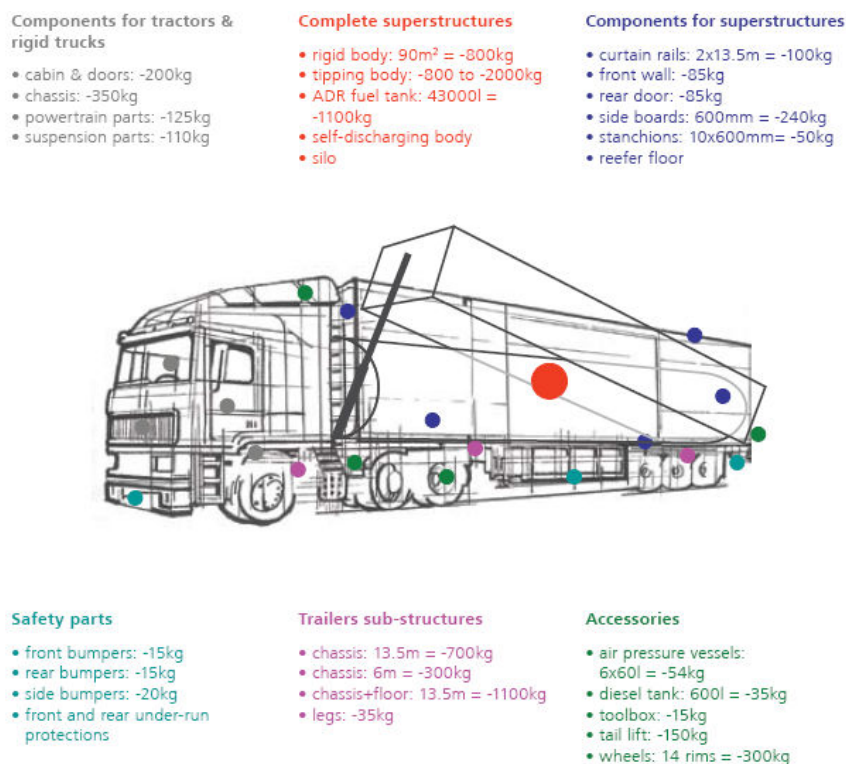 Components for tractors &
rigid trucks
• cabin & doors: -200kg
• chassis: -350kg
• powertrain parts: -125kg
• suspension parts: -110kg
Complete superstructures
• rigid body: 90m² = -800kg
• tipping body: -800 to -2000kg
• ADR fuel tank: 43000l =
-1100kg
• self-discharging body
• silo
Components for superstructures
• curtain rails: 2x13.5m = -100kg
• front wall: -85kg
• rear door: -85kg
• side boards: 600mm = -240kg
• stanchions: 10x600mm= -50kg
• reefer floor
Safety parts
• front bumpers: -15kg
• rear bumpers: -15kg
• side bumpers: -20kg
• front and rear under-run
protections
Trailers sub-structures
• chassis: 13.5m = -700kg
• chassis: 6m = -300kg
• chassis+floor: 13.5m = -1100kg
• legs: -35kg
Accessories
• air pressure vessels:
6x60l = -54kg
• diesel tank: 600l = -35kg
• toolbox: -15kg
• tail lift: -150kg
• wheels: 14 rims = -300kg